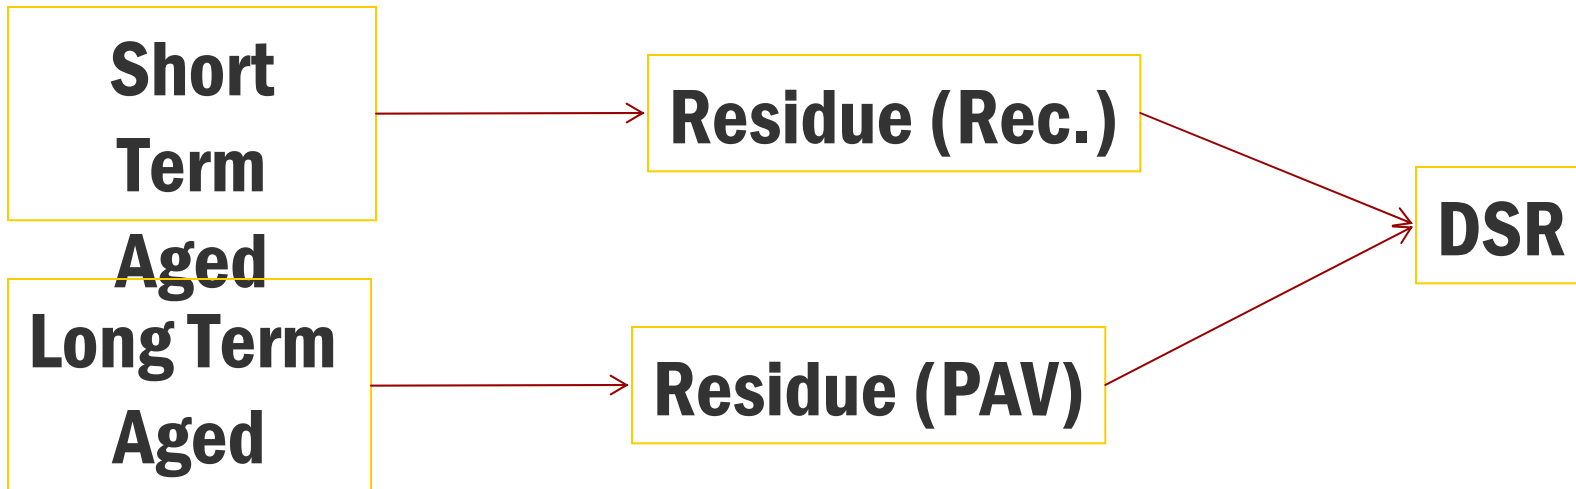 Short
Term
Aged
Long Term
Aged
Residue (Rec.)
Residue (PAV)
DSR